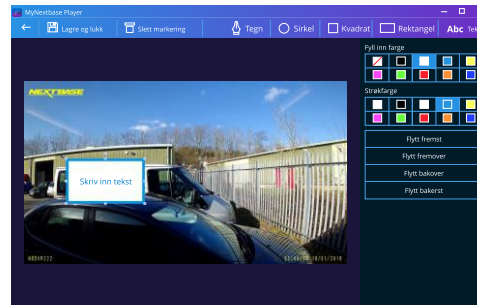 MyNextbase Player
Lagre og lukk
Slett markering
Tegn
Sirkel
Kvadrat
Rektangel
Abc
Fyll inn farge
NEXTBASE
Strøkfarge
Flytt fremst
Flytt fremover
Skriv inn tekst
Flytt bakover
Flytt bakerst